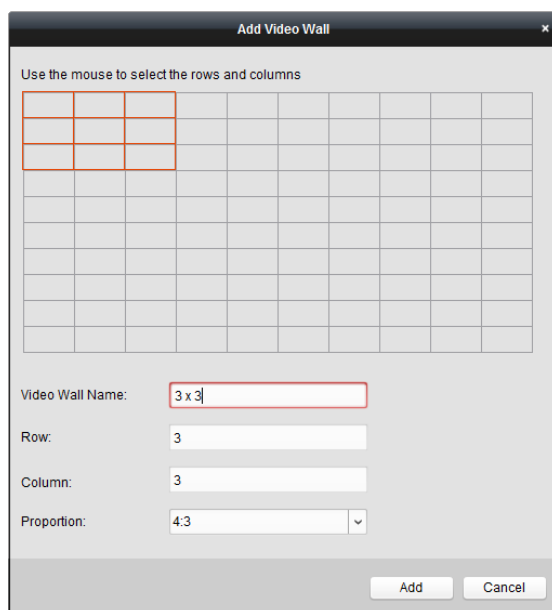 Add Video Wall
×
Use the mouse to select the rows and columns
Video Wall Name: 3 x 3
Row: 3
Column: 3
Proportion: 4:3
Add Cancel